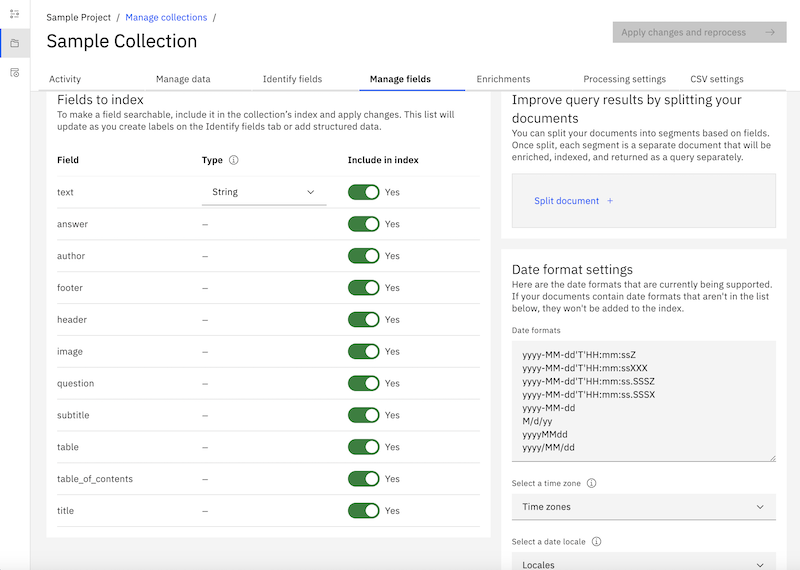 Sample Project / Manage collections /
Sample Collection
Apply changes and reprocess
Activity
Manage data
Identify fields
Manage fields
Enrichments
Processing settings
CSV settings
Fields to index
To make a field searchable, include it in the collection's index and apply changes. This list will
update as you create labels on the Identify fields tab or add structured data.
Field Type Include in index
text String Yes
answer – Yes
author – Yes
footer – Yes
header – Yes
image – Yes
question – Yes
subtitle – Yes
table – Yes
table_of_contents – Yes
title – Yes
Improve query results by splitting your
documents
You can split your documents into segments based on fields.
Once split, each segment is a separate document that will be
enriched, indexed, and returned as a query separately.
Split document +
Date format settings
Here are the date formats that are currently being supported.
If your documents contain date formats that aren't in the list
below, they won't be added to the index.
Date formats
yyyy-MM-dd'T'HH:mm:ssZ
yyyy-MM-dd'T'HH:mm:ssXXX
yyyy-MM-dd'T'HH:mm:ss.SSSZ
yyyy-MM-dd'T'HH:mm:ss.SSSX
yyyy-MM-dd
M/d/yy
yyyyMMdd
yyyy/MM/dd
Select a time zone
Time zones
Select a date locale
Locales